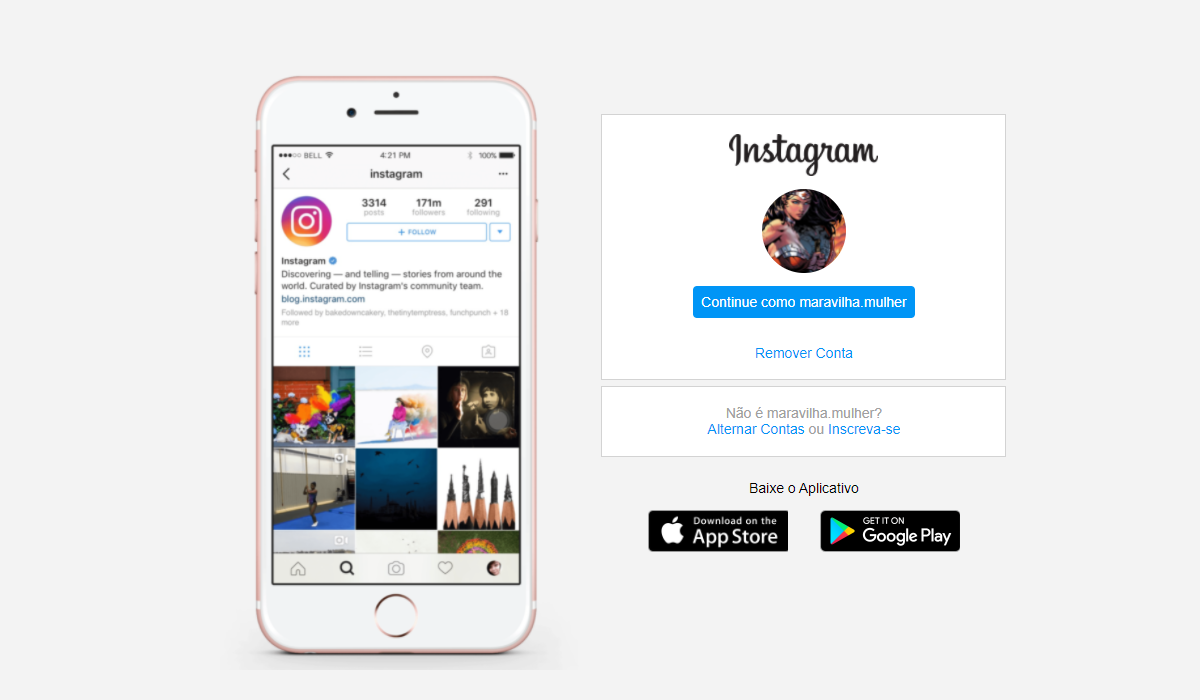 BELL 4:21 PM 100%
instagram
3314 171m 291
posts followers following
+ FOLLOW
Instagram
Discovering — and telling — stories from around the
world. Curated by Instagram's community team.
blog.instagram.com
Followed by bakedowncakery, thetinytemptress, funchpunch + 18
more
Instagram
Continue como maravilha.mulher
Remover Conta
Não é maravilha.mulher?
Alternar Contas ou Inscreva-se
Baixe o Aplicativo
Download on the
App Store
GET IT ON
Google Play